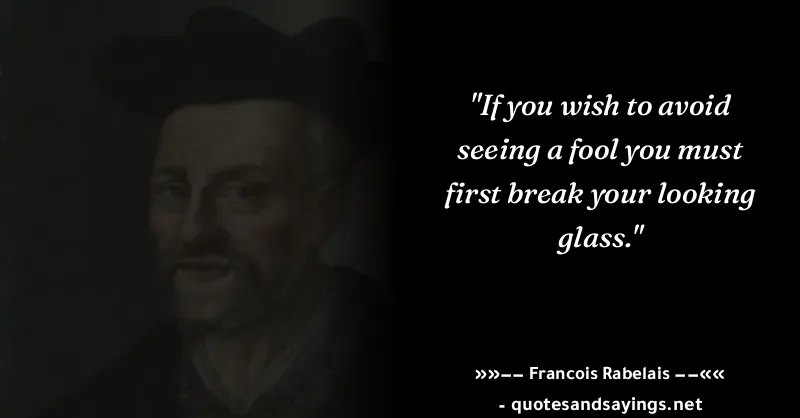 "If you wish to avoid
seeing a fool you must
first break your looking
glass."
»»–– Francois Rabelais ––««
- quotesandsayings.net